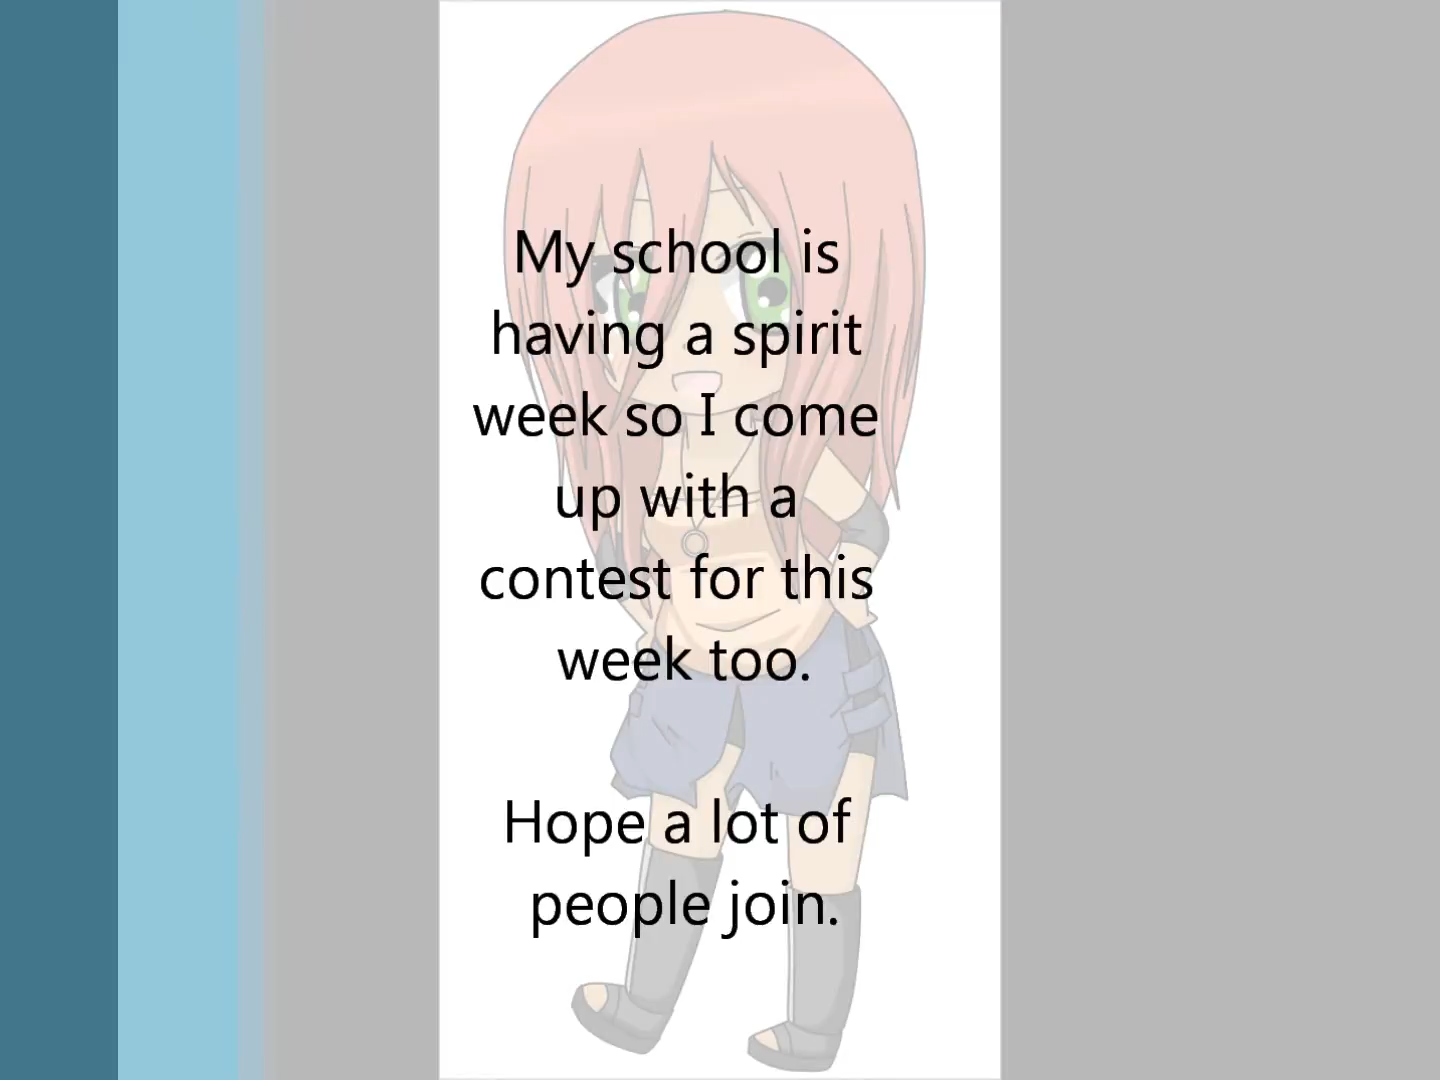 My school is
having a spirit
week so I come
up with a
contest for this
week too.
Hope a lot of
people join.